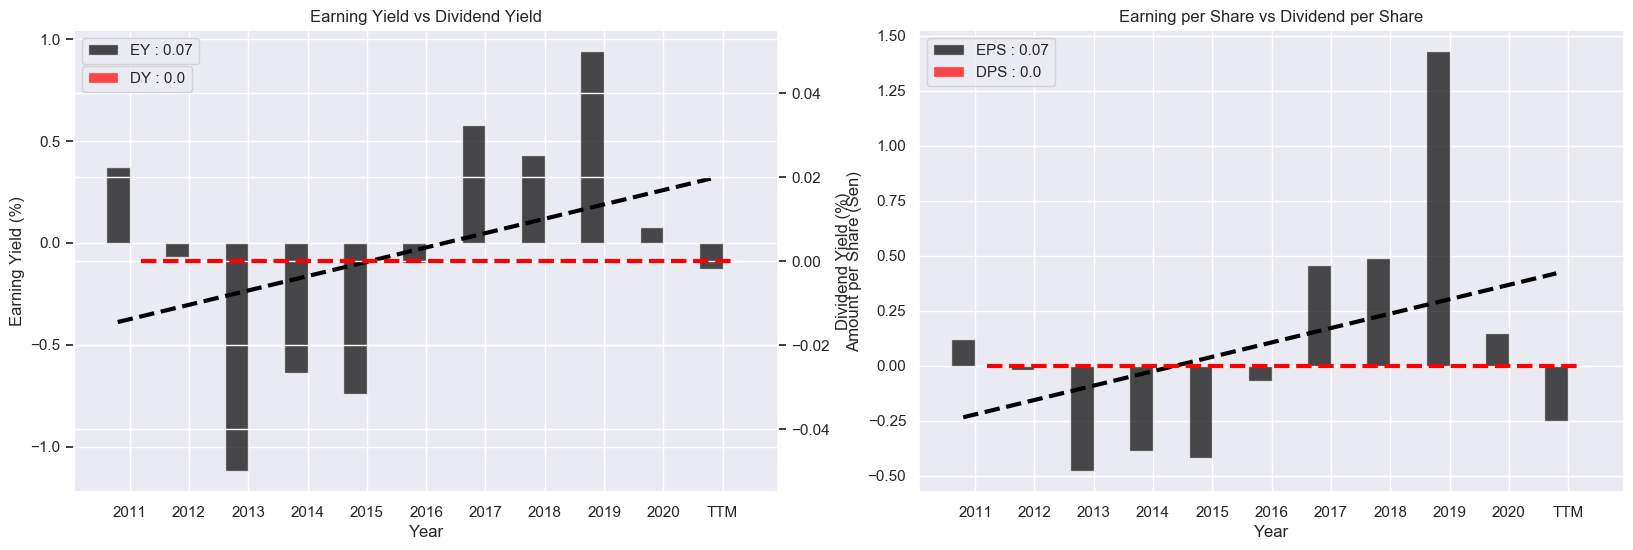 Earning Yield vs Dividend Yield
EY : 0.07
DY : 0.0
Earning Yield (%)
1.0
0.5
0.0
−0.5
−1.0
0.04
0.02
0.00
−0.02
−0.04
Dividend Yield (%)
2011 2012 2013 2014 2015 2016 2017 2018 2019 2020 TTM
Year
Earning per Share vs Dividend per Share
EPS : 0.07
DPS : 0.0
Amount per Share (Sen)
1.50
1.25
1.00
0.75
0.50
0.25
0.00
−0.25
−0.50
2011 2012 2013 2014 2015 2016 2017 2018 2019 2020 TTM
Year